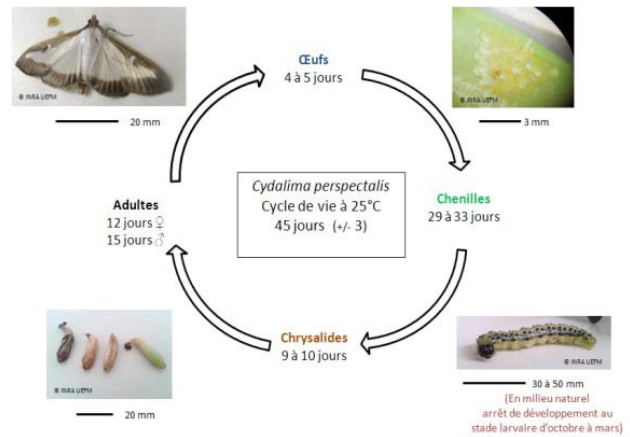 © INRA UEFM
20 mm
Œufs
4 à 5 jours
© INRA UEFM
3 mm
Adultes
12 jours ♀
15 jours ♂
Cydalima perspectalis
Cycle de vie à 25°C
45 jours (+/- 3)
Chenilles
29 à 33 jours
© INRA UEFM
20 mm
Chrysalides
9 à 10 jours
© INRA UEFM
30 à 50 mm
(En milieu naturel
arrêt de développement au
stade larvaire d'octobre à mars)